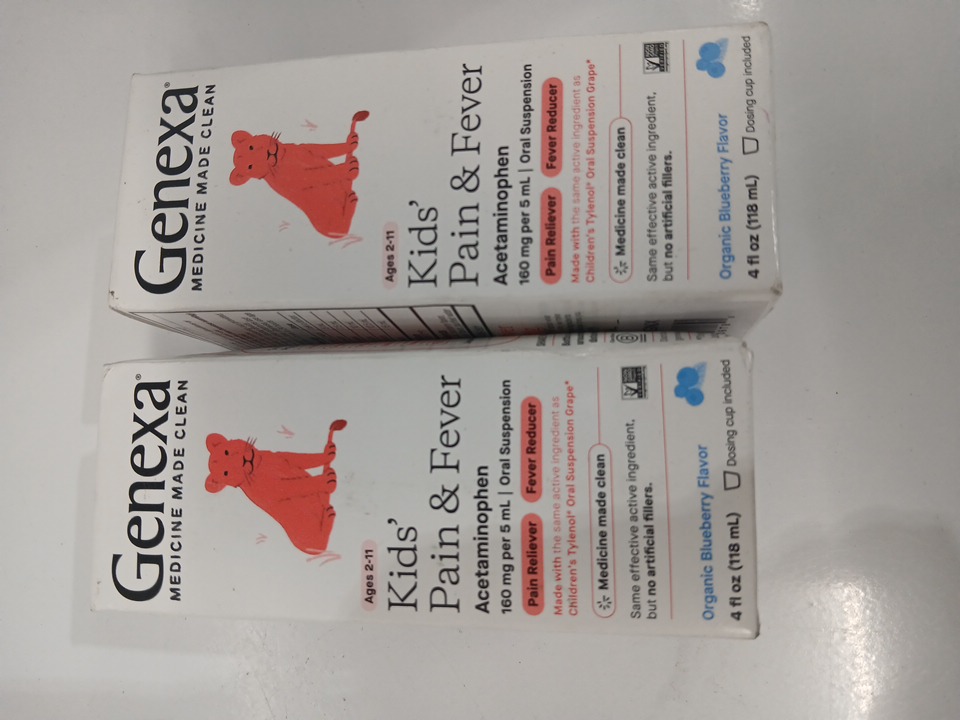 Genexa®
MEDICINE MADE CLEAN
Ages 2-11
Kids'
Pain & Fever
Acetaminophen
160 mg per 5 mL | Oral Suspension
Pain Reliever
Fever Reducer
Made with the same active ingredient as
Children's Tylenol® Oral Suspension Grape*
Medicine made clean
Same effective active ingredient,
but no artificial fillers.
Organic Blueberry Flavor
4 fl oz (118 mL)
Dosing cup included
Genexa®
MEDICINE MADE CLEAN
Ages 2-11
Kids'
Pain & Fever
Acetaminophen
160 mg per 5 mL | Oral Suspension
Pain Reliever
Fever Reducer
Made with the same active ingredient as
Children's Tylenol® Oral Suspension Grape*
Medicine made clean
Same effective active ingredient,
but no artificial fillers.
Organic Blueberry Flavor
4 fl oz (118 mL)
Dosing cup included